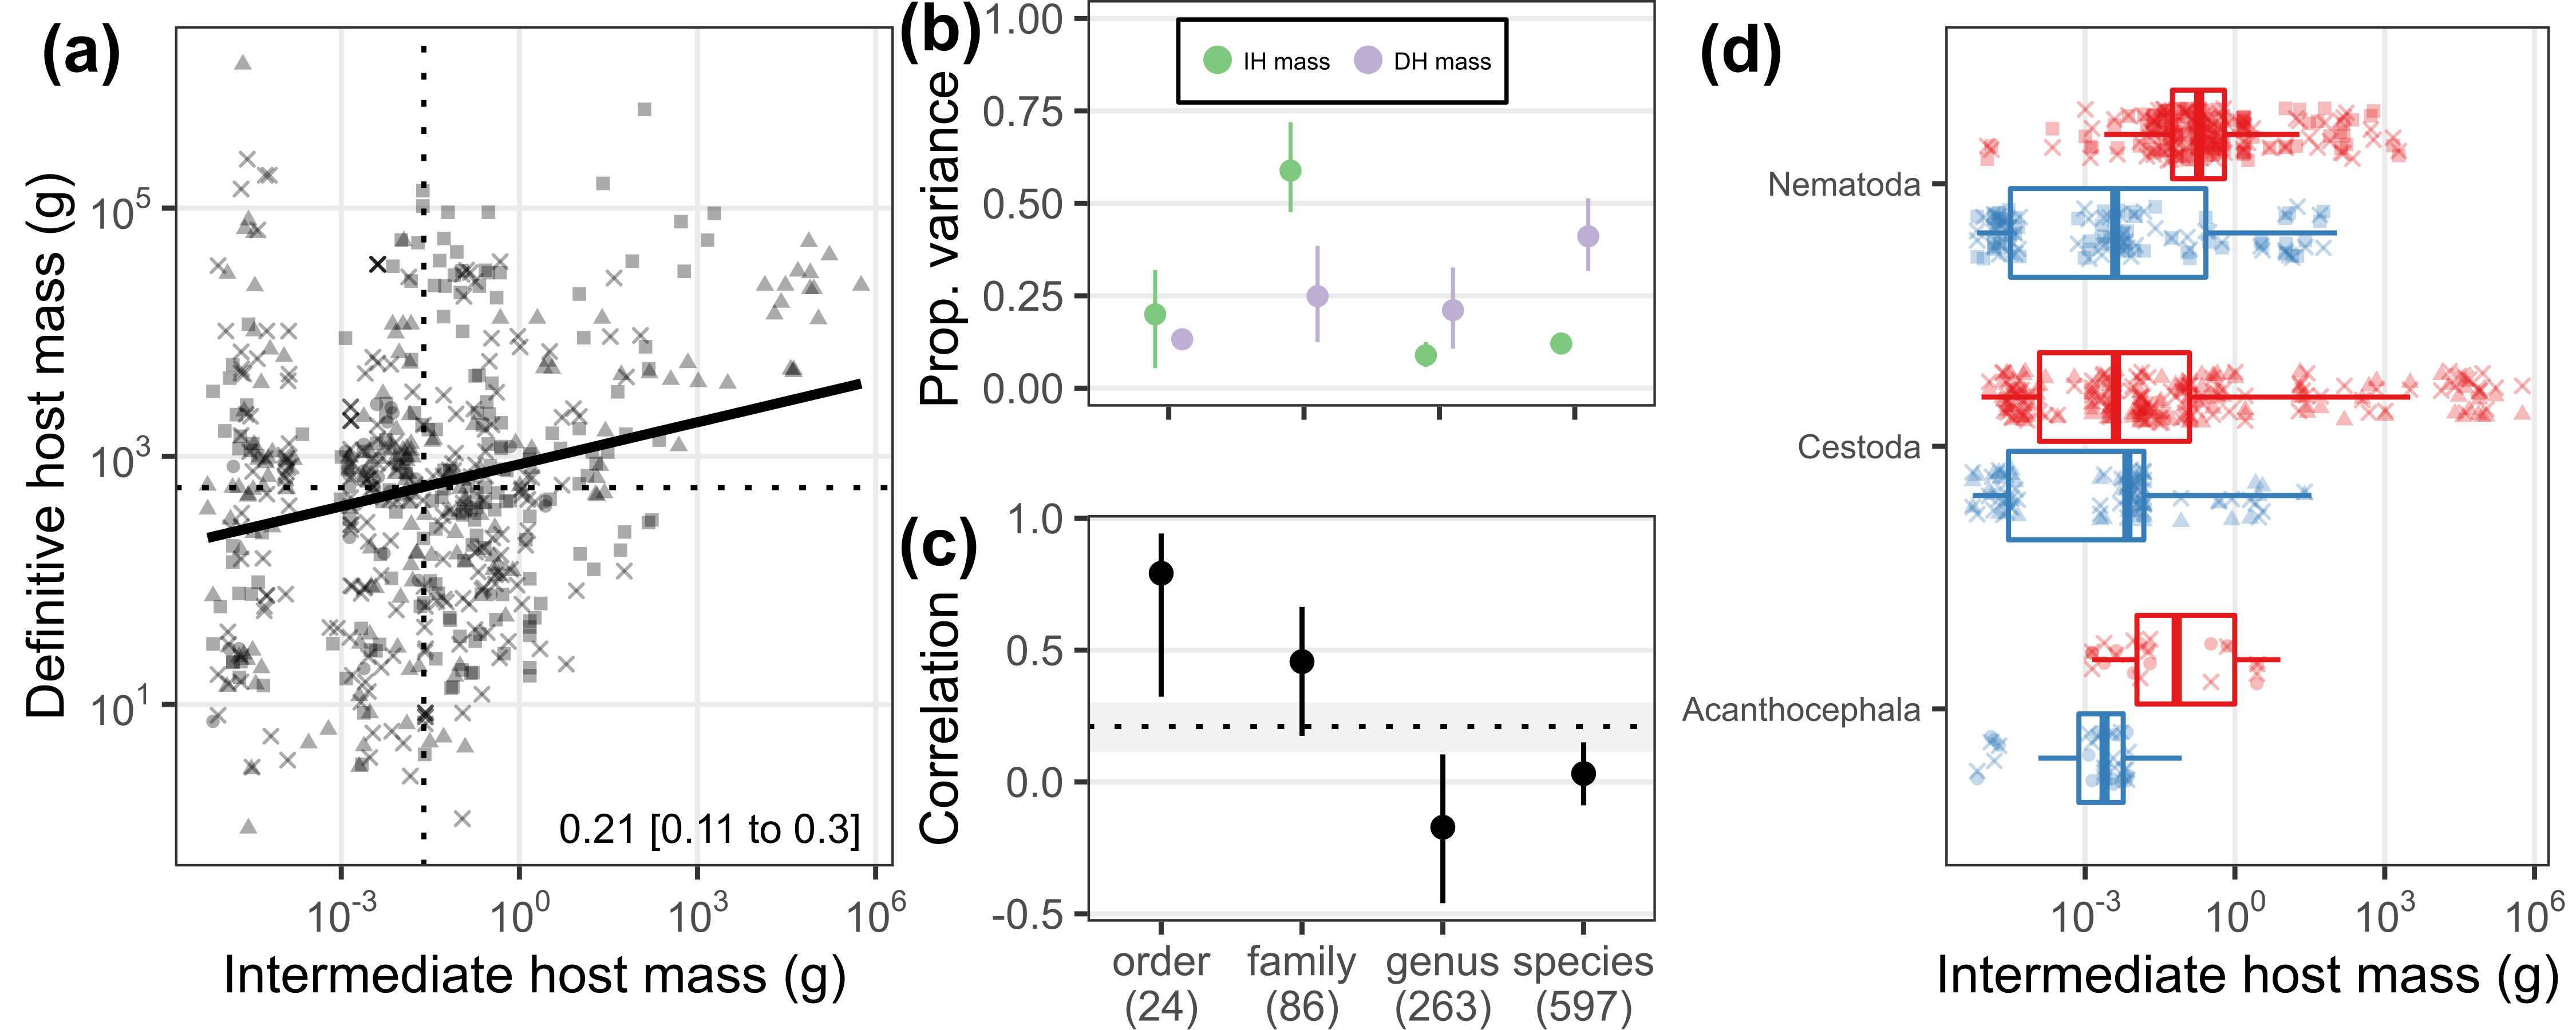 (a)
Definitive host mass (g)
10^5
10^3
10^1
0.21 [0.11 to 0.3]
10^-3
10^0
10^3
10^6
Intermediate host mass (g)
(b)
Prop. variance
1.00
0.75
0.50
0.25
0.00
IH mass
DH mass
(c)
Correlation
1.0
0.5
0.0
-0.5
order family genus species
(24) (86) (263) (597)
(d)
Nematoda
Cestoda
Acanthocephala
10^-3
10^0
10^3
10^6
Intermediate host mass (g)